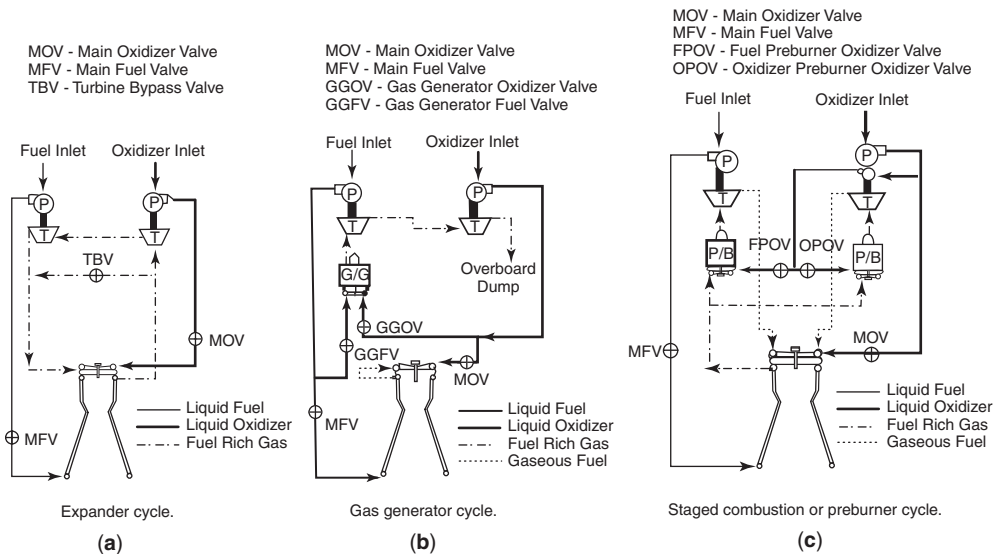 MOV - Main Oxidizer Valve
MFV - Main Fuel Valve
TBV - Turbine Bypass Valve
Fuel Inlet
Oxidizer Inlet
P
P
T
T
TBV
MOV
MFV
Liquid Fuel
Liquid Oxidizer
Fuel Rich Gas
Expander cycle.
(a)
MOV - Main Oxidizer Valve
MFV - Main Fuel Valve
GGOV - Gas Generator Oxidizer Valve
GGFV - Gas Generator Fuel Valve
Fuel Inlet
Oxidizer Inlet
P
P
T
T
G/G
Overboard
Dump
GGOV
GGFV
MOV
MFV
Liquid Fuel
Liquid Oxidizer
Fuel Rich Gas
Gaseous Fuel
Gas generator cycle.
(b)
MOV - Main Oxidizer Valve
MFV - Main Fuel Valve
FPOV - Fuel Preburner Oxidizer Valve
OPOV - Oxidizer Preburner Oxidizer Valve
Fuel Inlet
Oxidizer Inlet
P
P
T
T
FPOV
OPOV
P/B
P/B
MFV
MOV
Liquid Fuel
Liquid Oxidizer
Fuel Rich Gas
Gaseous Fuel
Staged combustion or preburner cycle.
(c)